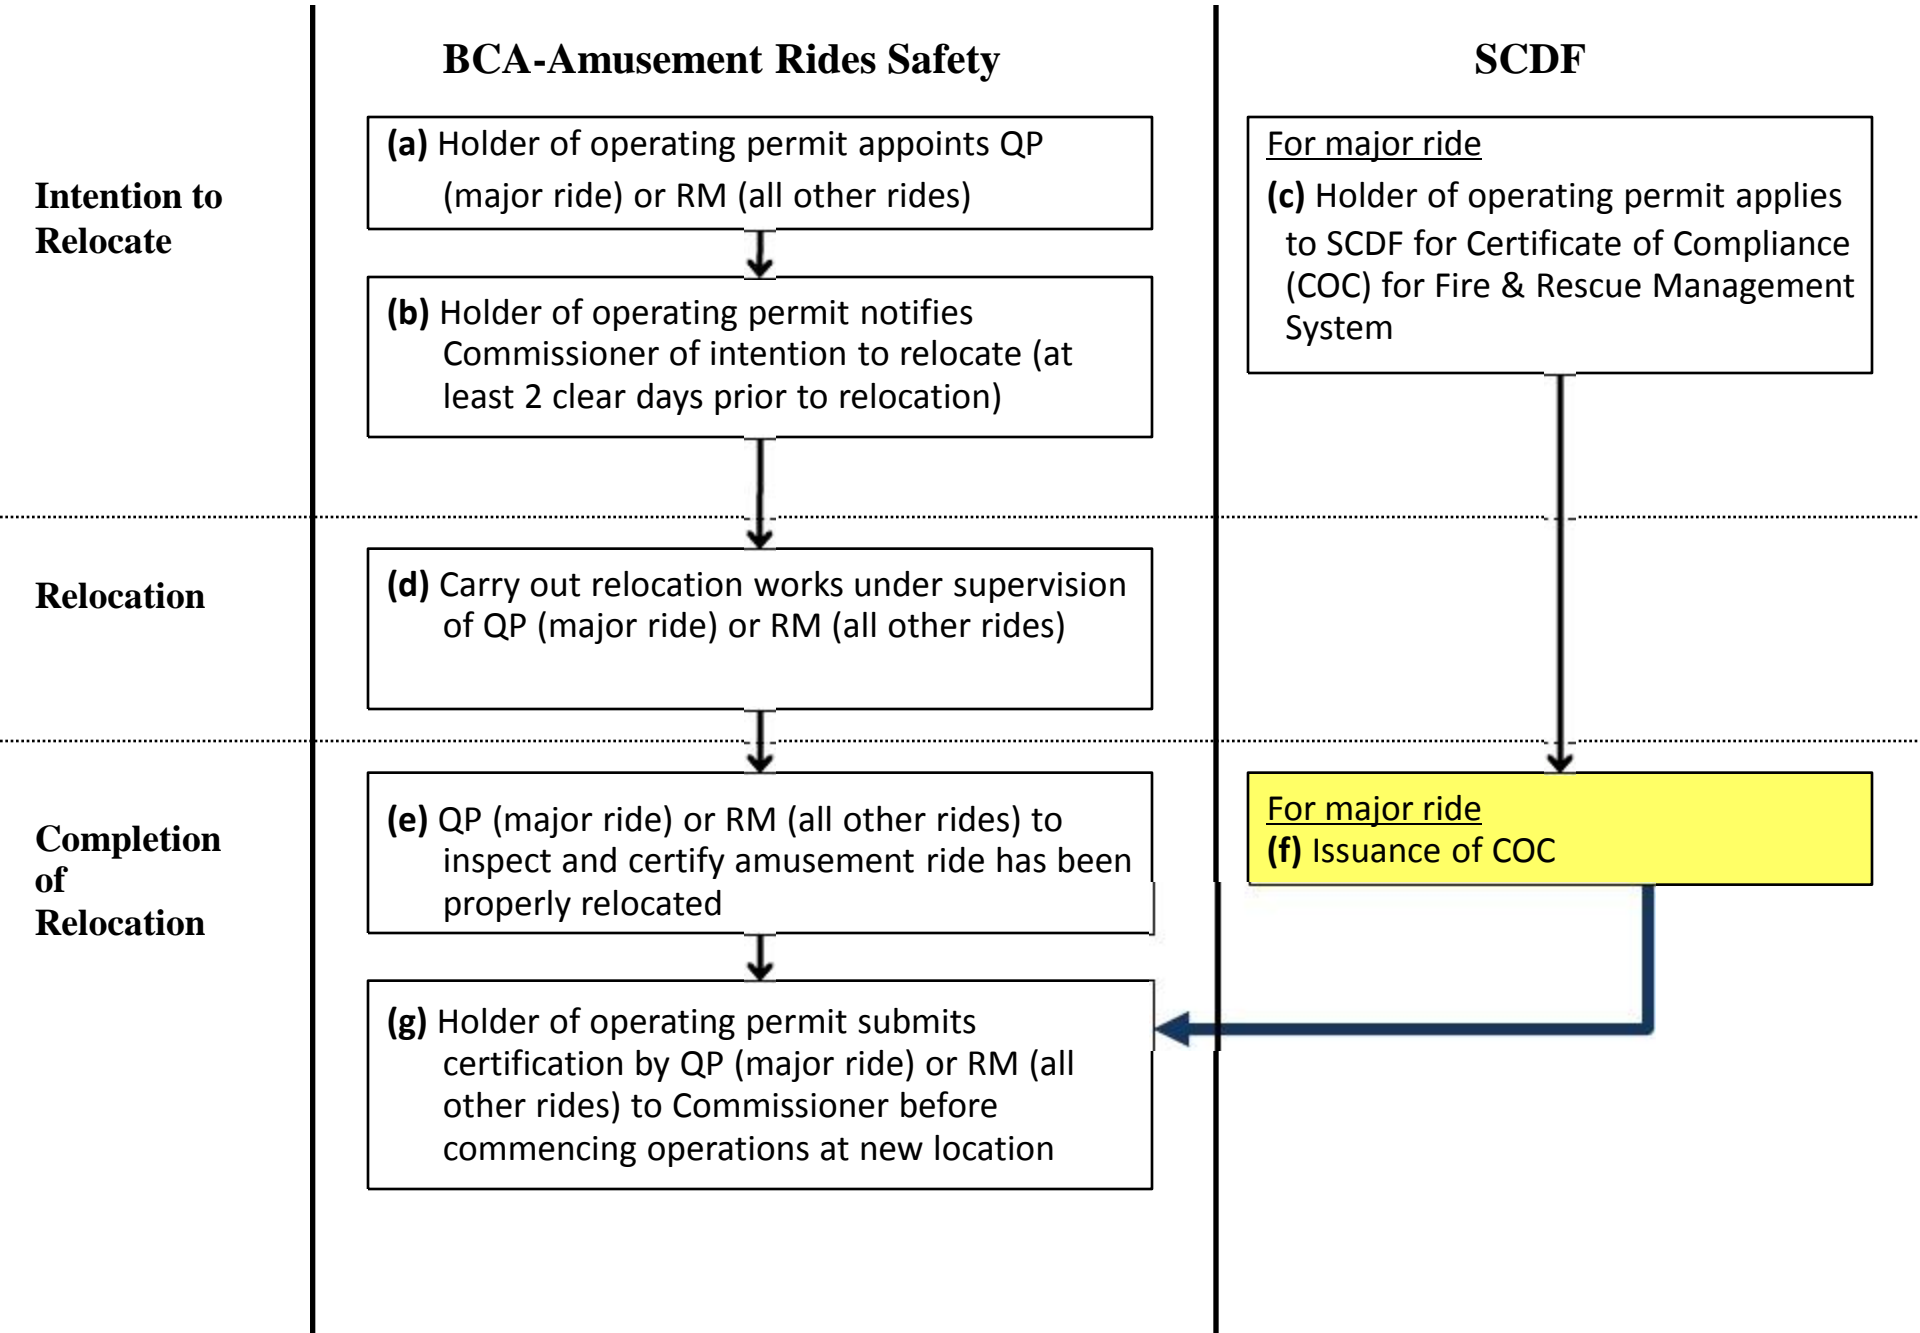 BCA-Amusement Rides Safety
SCDF
Intention to
Relocate
(a) Holder of operating permit appoints QP
(major ride) or RM (all other rides)
(b) Holder of operating permit notifies
Commissioner of intention to relocate (at
least 2 clear days prior to relocation)
For major ride
(c) Holder of operating permit applies
to SCDF for Certificate of Compliance
(COC) for Fire & Rescue Management
System
Relocation
(d) Carry out relocation works under supervision
of QP (major ride) or RM (all other rides)
Completion
of
Relocation
(e) QP (major ride) or RM (all other rides) to
inspect and certify amusement ride has been
properly relocated
For major ride
(f) Issuance of COC
(g) Holder of operating permit submits
certification by QP (major ride) or RM (all
other rides) to Commissioner before
commencing operations at new location